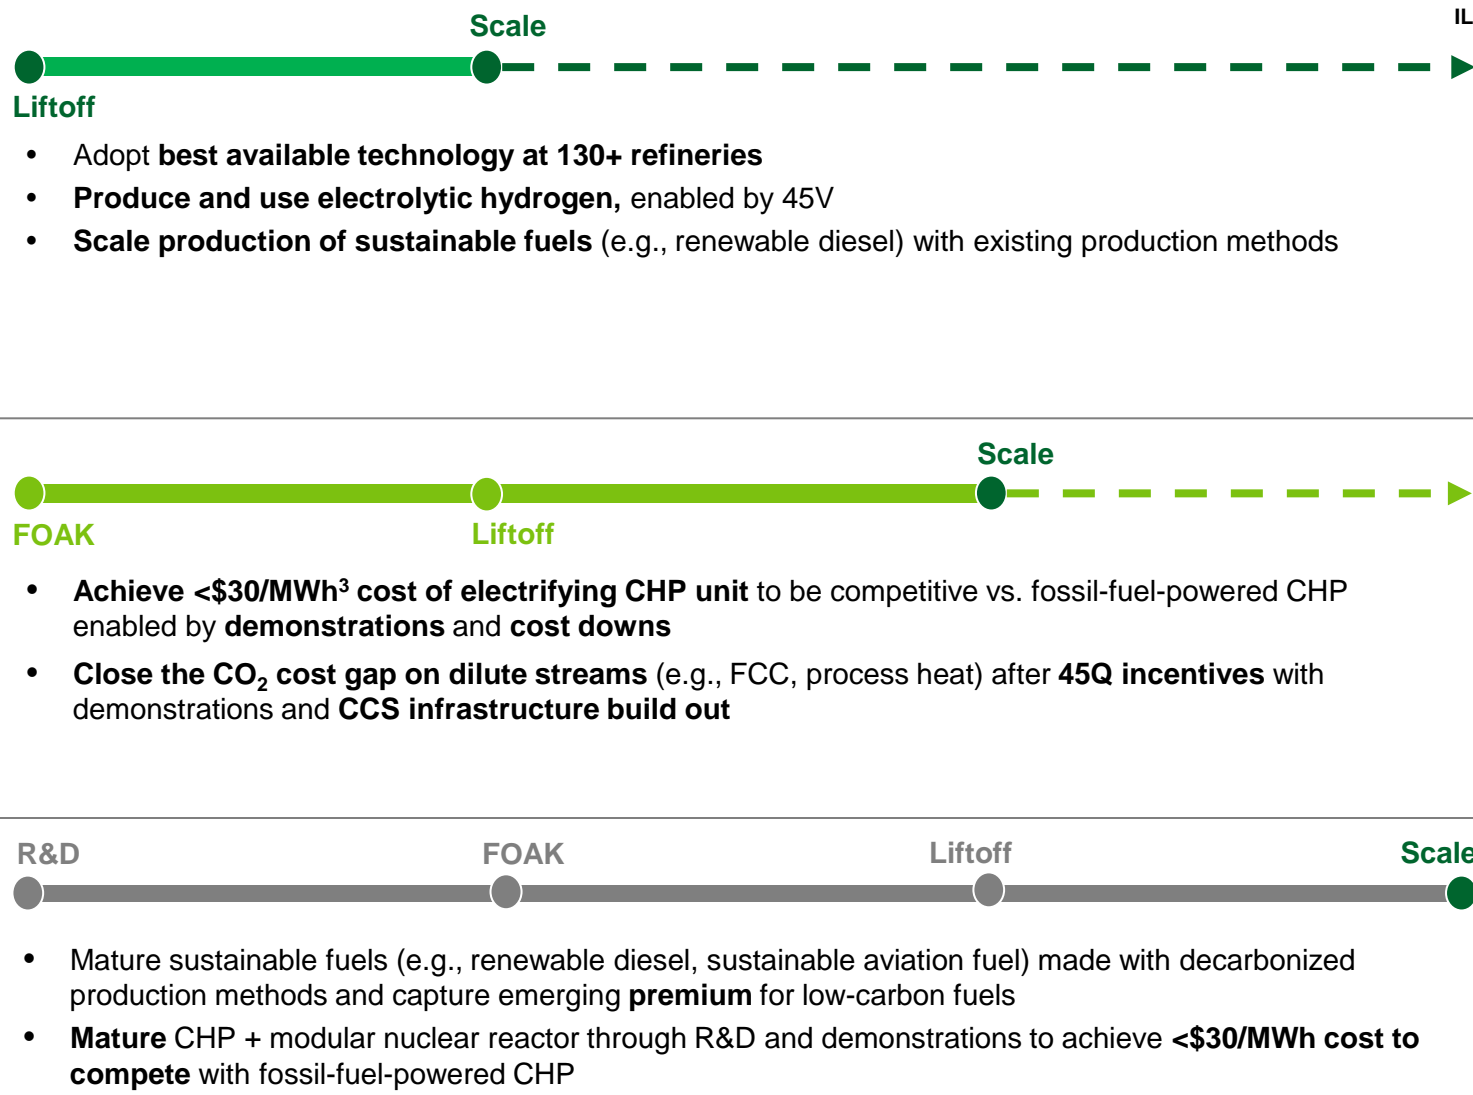 Scale
IL
Liftoff
• Adopt best available technology at 130+ refineries
• Produce and use electrolytic hydrogen, enabled by 45V
• Scale production of sustainable fuels (e.g., renewable diesel) with existing production methods
Scale
FOAK
Liftoff
• Achieve <$30/MWh³ cost of electrifying CHP unit to be competitive vs. fossil-fuel-powered CHP
enabled by demonstrations and cost downs
• Close the CO₂ cost gap on dilute streams (e.g., FCC, process heat) after 45Q incentives with
demonstrations and CCS infrastructure build out
R&D
FOAK
Liftoff
Scale
• Mature sustainable fuels (e.g., renewable diesel, sustainable aviation fuel) made with decarbonized
production methods and capture emerging premium for low-carbon fuels
• Mature CHP + modular nuclear reactor through R&D and demonstrations to achieve <$30/MWh cost to
compete with fossil-fuel-powered CHP